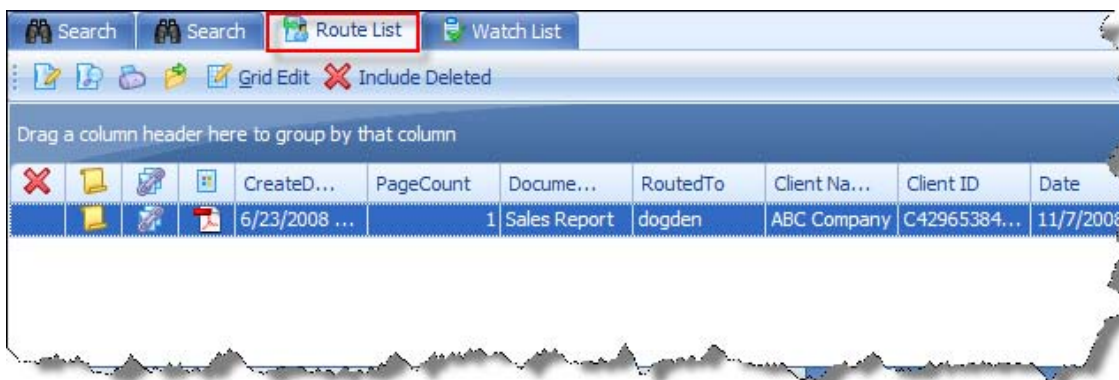 Search Search Route List Watch List
Grid Edit Include Deleted
Drag a column header here to group by that column
CreateD... PageCount Docume... RoutedTo Client Na... Client ID Date
6/23/2008 ... 1 Sales Report dogden ABC Company C42965384... 11/7/2008